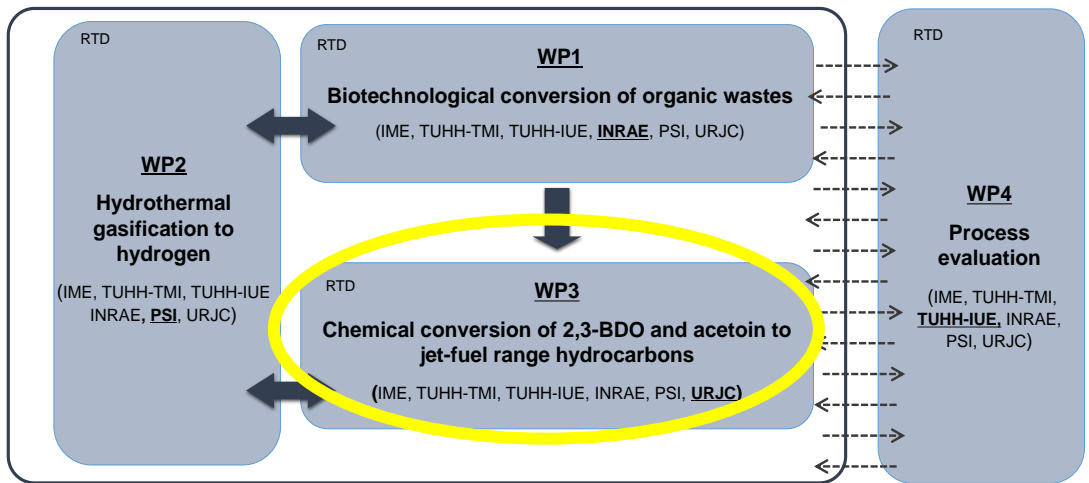 RTD
WP2
Hydrothermal
gasification to
hydrogen
(IME, TUHH-TMI, TUHH-IUE
INRAE, PSI, URJC)
RTD
WP1
Biotechnological conversion of organic wastes
(IME, TUHH-TMI, TUHH-IUE, INRAE, PSI, URJC)
RTD
WP3
Chemical conversion of 2,3-BDO and acetoin to
jet-fuel range hydrocarbons
(IME, TUHH-TMI, TUHH-IUE, INRAE, PSI, URJC)
RTD
WP4
Process
evaluation
(IME, TUHH-TMI,
TUHH-IUE, INRAE,
PSI, URJC)